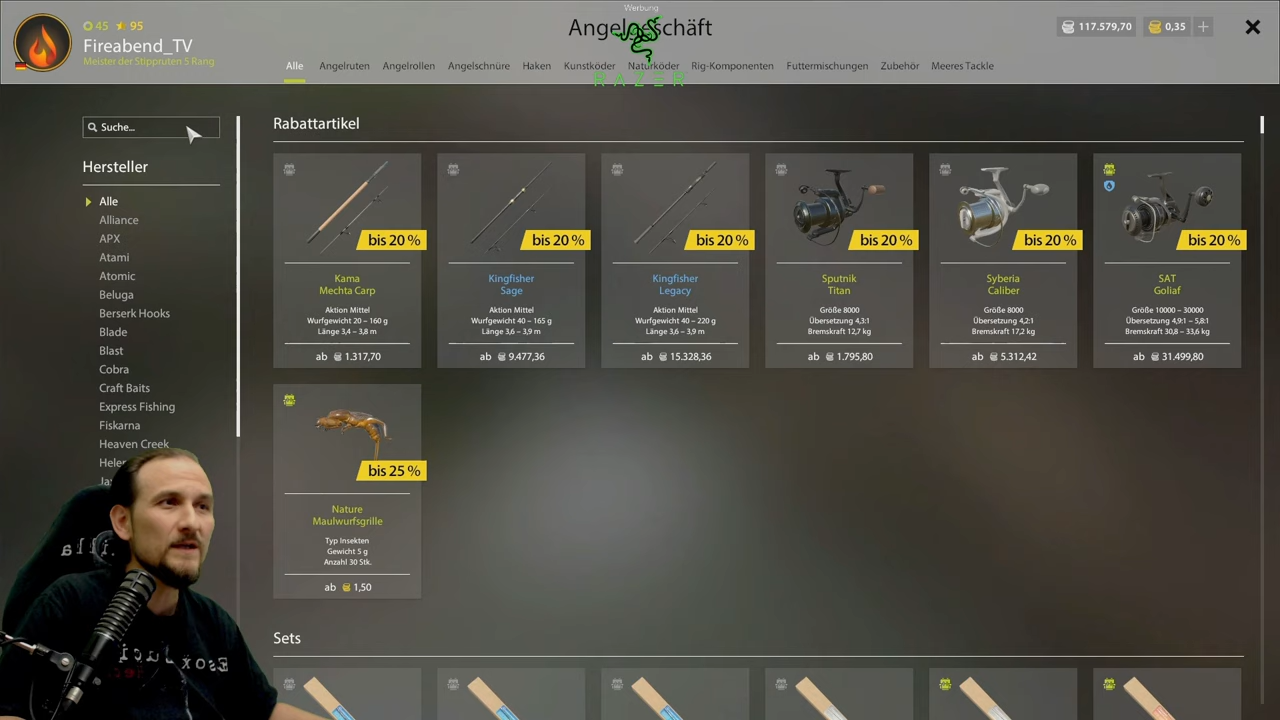 Werbung
45 95
Fireabend_TV
Meister der Stippruten 5 Rang
Angelgeschäft
RAZER
117.579,70
0,35
Alle Angelruten Angelrollen Angelschnüre Haken Kunstköder Naturköder Rig-Komponenten Futtermischungen Zubehör Meeres Tackle
Suche...
Hersteller
Alle
Alliance
APX
Atami
Atomic
Beluga
Berserk Hooks
Blade
Blast
Cobra
Craft Baits
Express Fishing
Fiskarna
Heaven Creek
Rabattartikel
bis 20 %
Kama
Mechta Carp
Aktion Mittel
Wurfgewicht 20 – 160 g
Länge 3,4 – 3,8 m
ab 1.317,70
bis 20 %
Kingfisher
Sage
Aktion Mittel
Wurfgewicht 40 – 165 g
Länge 3,6 – 3,9 m
ab 9.477,36
bis 20 %
Kingfisher
Legacy
Aktion Mittel
Wurfgewicht 40 – 220 g
Länge 3,6 – 3,9 m
ab 15.328,36
bis 20 %
Sputnik
Titan
Größe 8000
Übersetzung 4,3:1
Bremskraft 12,7 kg
ab 1.795,80
bis 20 %
Syberia
Caliber
Größe 8000
Übersetzung 4,2:1
Bremskraft 17,2 kg
ab 5.312,42
bis 20 %
SAT
Goliaf
Größe 10000 – 30000
Übersetzung 4,9:1 – 5,8:1
Bremskraft 30,8 – 33,6 kg
ab 31.499,80
bis 25 %
Nature
Maulwurfsgrille
Typ Insekten
Gewicht 5 g
Anzahl 30 Stk.
ab 1,50
Sets